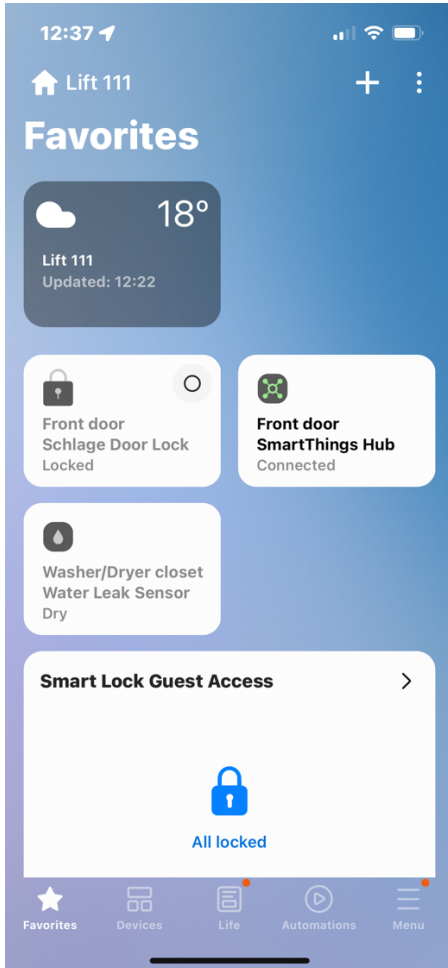 12:37
Lift 111
Favorites
18°
Lift 111
Updated: 12:22
Front door
Schlage Door Lock
Locked
Front door
SmartThings Hub
Connected
Washer/Dryer closet
Water Leak Sensor
Dry
Smart Lock Guest Access
All locked
Favorites
Devices
Life
Automations
Menu